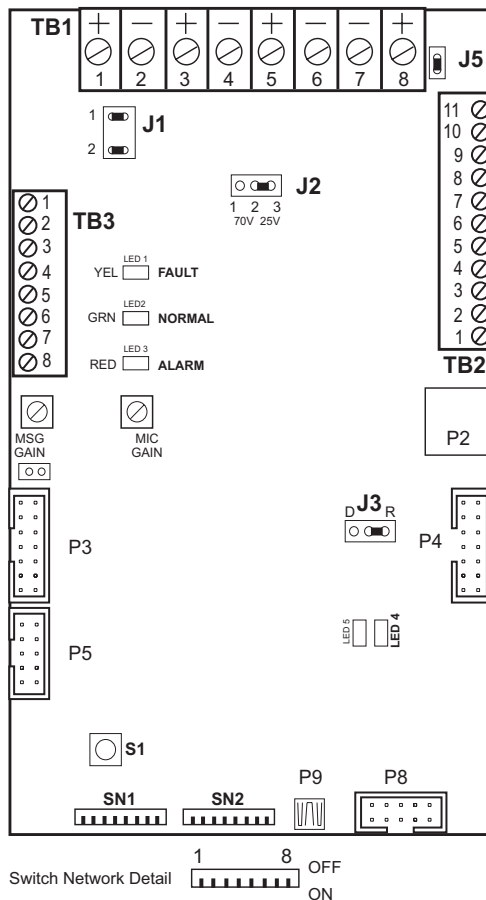 TB1
+ − + − + − − +
1 2 3 4 5 6 7 8
J5
1
2
J1
J2
1 2 3
70V 25V
11
10
9
8
7
6
5
4
3
2
1
TB2
1
2
3
4
5
6
7
8
TB3
LED 1
YEL FAULT
LED2
GRN NORMAL
LED 3
RED ALARM
MSG
GAIN
MIC
GAIN
P2
J3
D R
P3
P4
P5
LED 5
LED 4
S1
SN1
SN2
P9
P8
Switch Network Detail
1 8
OFF
ON